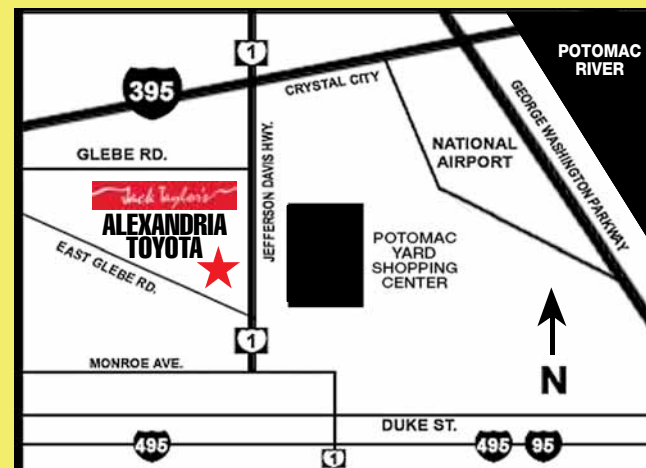 1
POTOMAC
RIVER
395
CRYSTAL CITY
GEORGE WASHINGTON PARKWAY
NATIONAL
AIRPORT
GLEBE RD.
JEFFERSON DAVIS HWY.
Jack Taylor's
ALEXANDRIA
TOYOTA
EAST GLEBE RD.
POTOMAC
YARD
SHOPPING
CENTER
1
MONROE AVE.
N
DUKE ST.
495
495
95
1